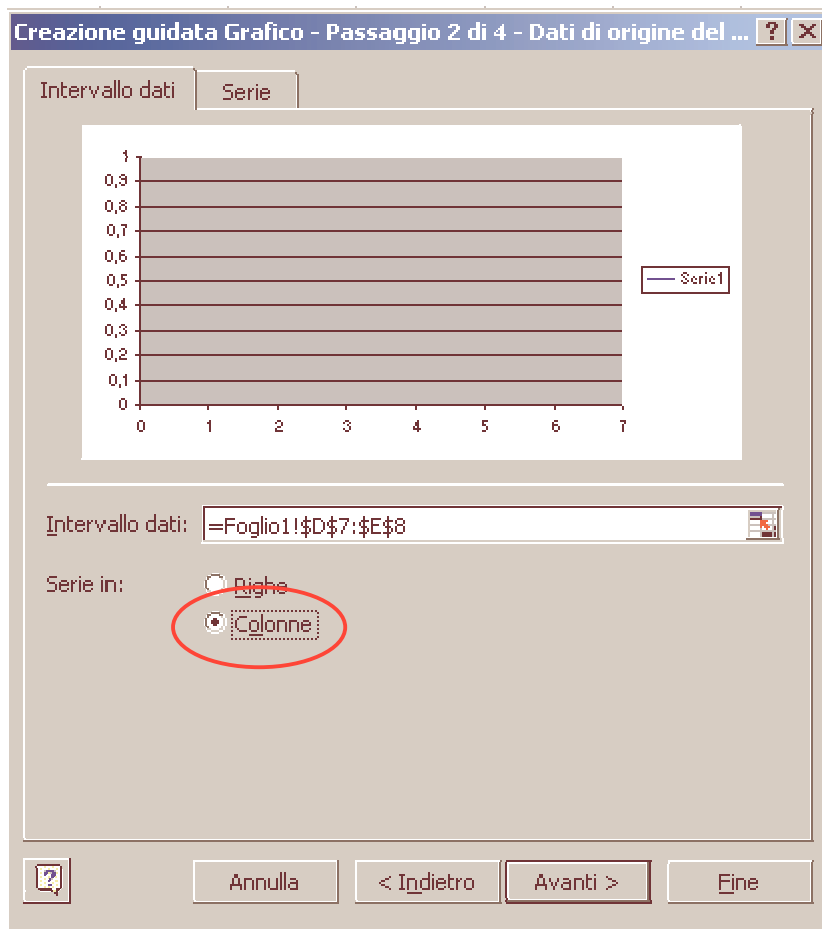 Creazione guidata Grafico - Passaggio 2 di 4 - Dati di origine del ... ?
Intervallo dati Serie
1
0,9
0,8
0,7
0,6
0,5
0,4
0,3
0,2
0,1
0
0 1 2 3 4 5 6 7
Serie1
Intervallo dati: =Foglio1!$D$7:$E$8
Serie in: Righe
Colonne
? Annulla < Indietro Avanti > Fine